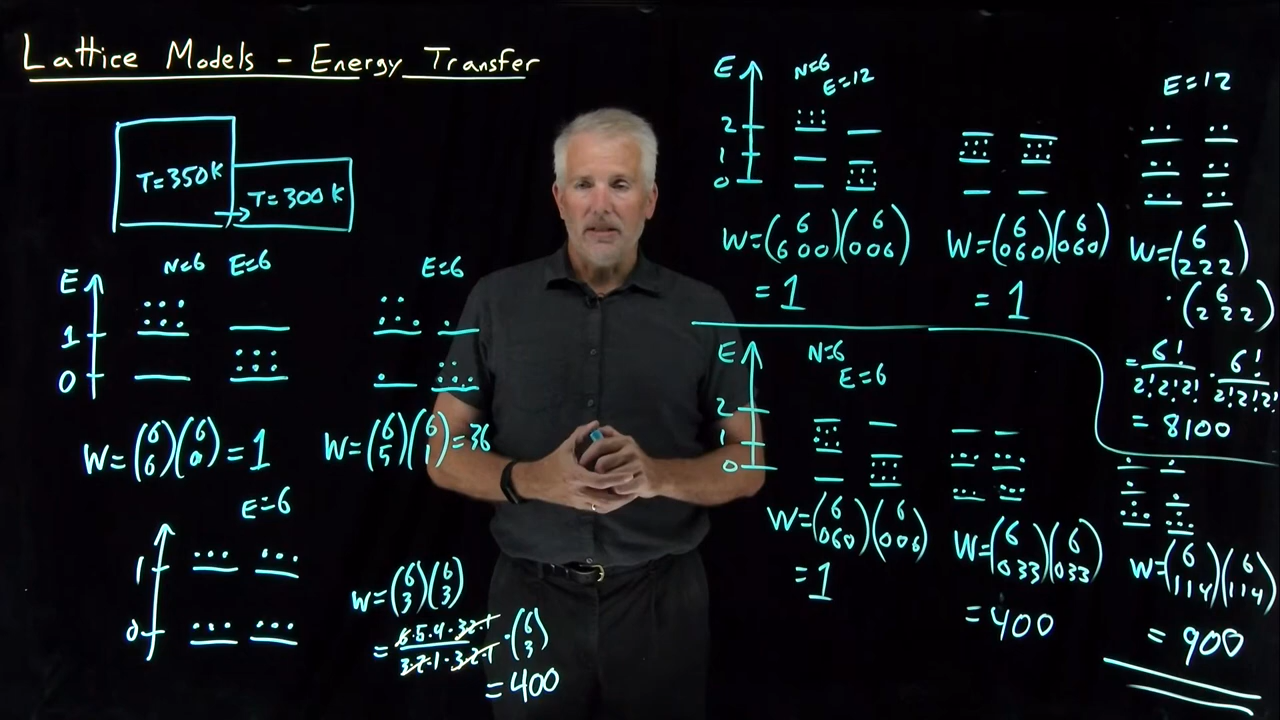 Lattice Models - Energy Transfer
T=350K
T=300K
N=6 E=6
E
1
0
W=(6 6)(6 0)=1
E=6
W=(6 5)(6 1)=36
E=6
1
0
W=(6 3)(6 3)
=6·5·4·3·2·1/3·2·1·3·2·1·(6 3)
=400
E
N=6
E=12
2
1
0
W=(6 6 0 0)(6 0 0 6)
=1
W=(6 0 6 0)(6 0 6 0)
=1
E=12
W=(6 2 2 2)
·(6 2 2 2)
=6!/2!2!2!·6!/2!2!2!
=8100
E
N=6
E=6
2
1
0
W=(6 0 6 0)(6 0 0 6)
=1
W=(6 0 3 3)(6 0 3 3)
=400
W=(6 1 1 4)(6 1 1 4)
=900